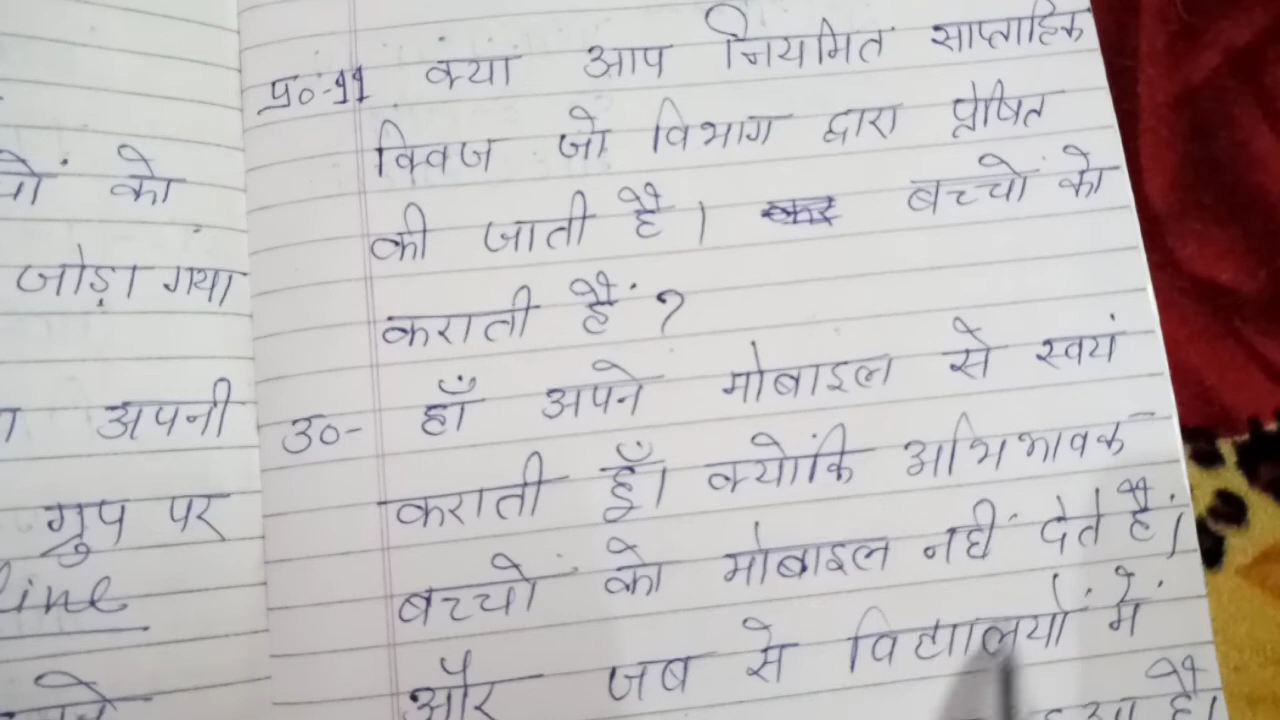 को
जोड़ा गया
अपनी
ग्रुप पर
line
प्र०-11 क्या आप नियमित साप्ताहिक
क्विज जो विभाग द्वारा प्रेषित
की जाती है। बच्चों को
कराती हैं?
उ०- हाँ अपने मोबाइल से स्वयं
कराती हूँ। क्योंकि अभिभावक
बच्चों को मोबाइल नहीं देते हैं।
और जब से विद्यालयों में
है।